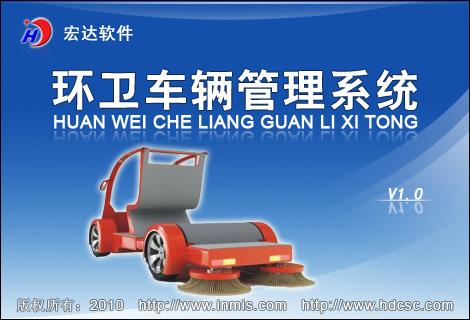 宏达软件
环卫车辆管理系统
HUAN WEI CHE LIANG GUAN LI XI TONG
V1.0
版权所有：2010 http://www.inmis.com http://www.hdcsc.com